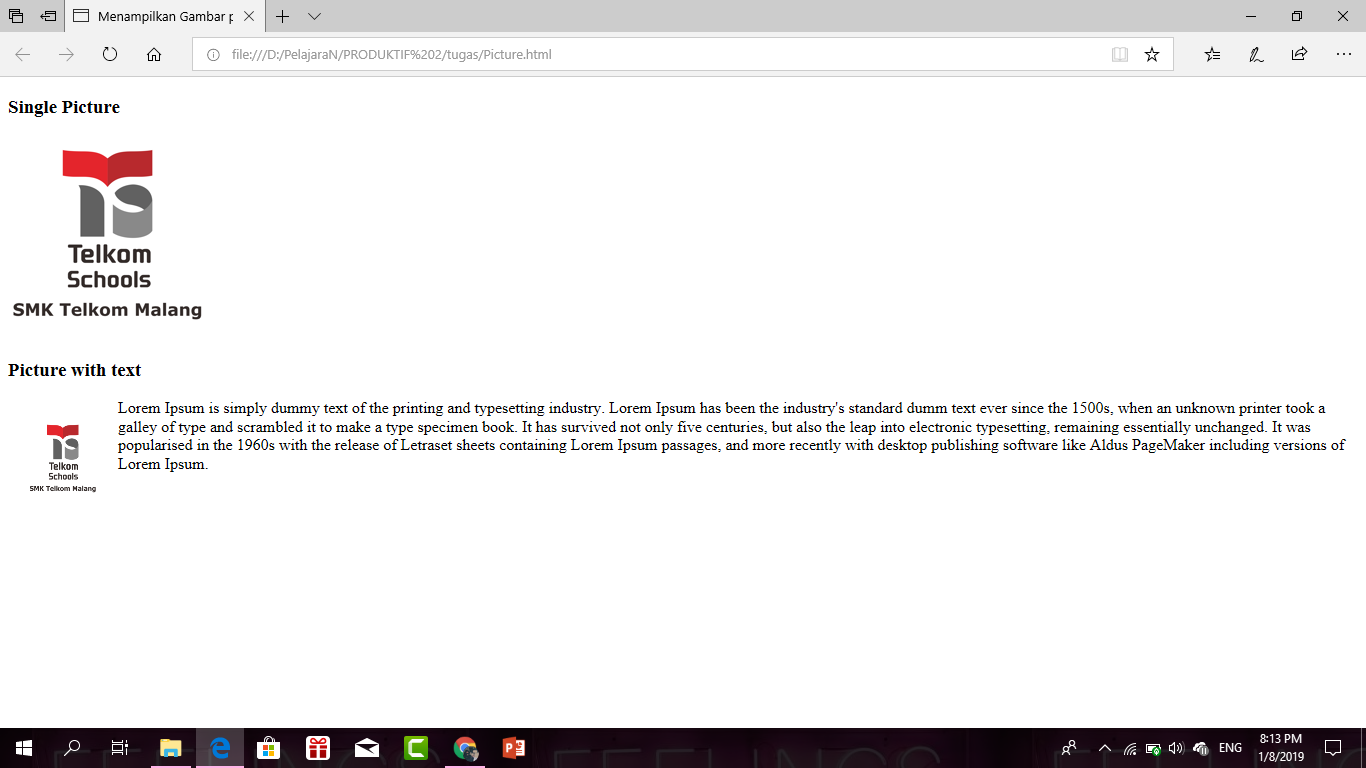 Menampilkan Gambar p
file:///D:/PelajaraN/PRODUKTIF%202/tugas/Picture.html
Single Picture
Telkom
Schools
SMK Telkom Malang
Picture with text
Telkom
Schools
SMK Telkom Malang
Lorem Ipsum is simply dummy text of the printing and typesetting industry. Lorem Ipsum has been the industry's standard dumm text ever since the 1500s, when an unknown printer took a
galley of type and scrambled it to make a type specimen book. It has survived not only five centuries, but also the leap into electronic typesetting, remaining essentially unchanged. It was
popularised in the 1960s with the release of Letraset sheets containing Lorem Ipsum passages, and more recently with desktop publishing software like Aldus PageMaker including versions of
Lorem Ipsum.
ENG
8:13 PM
1/8/2019